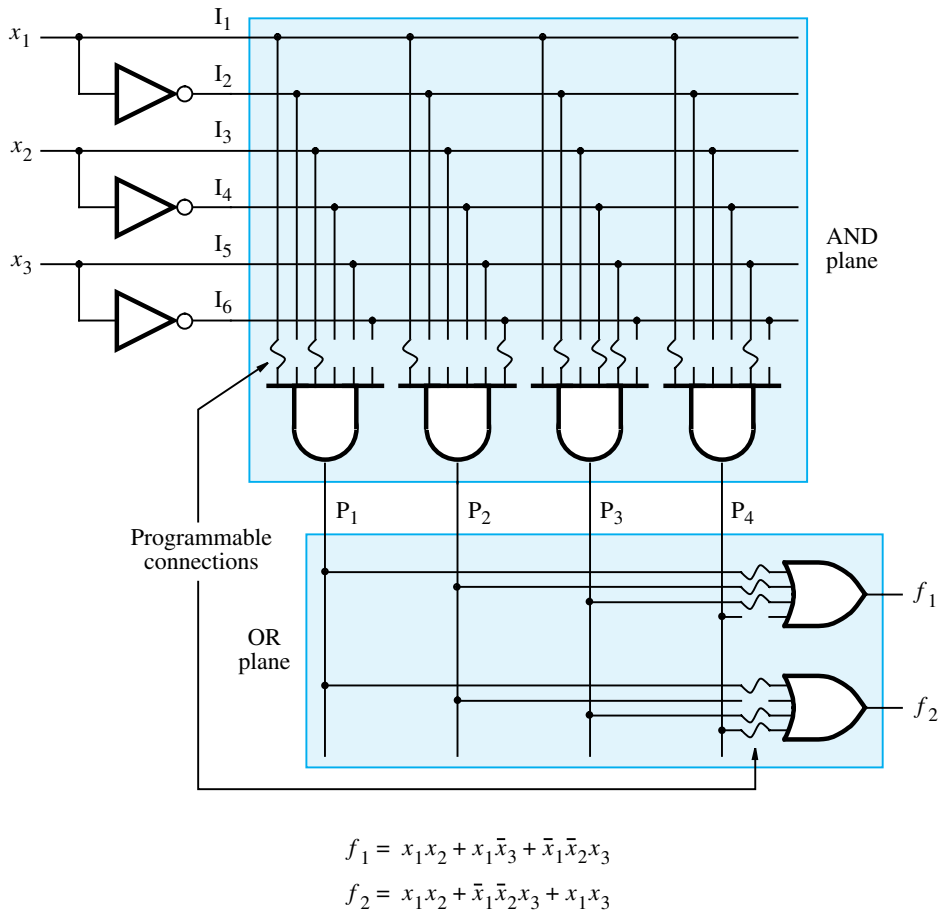 I₁
x₁
I₂
I₃
x₂
I₄
I₅
x₃
I₆
AND
plane
P₁ P₂ P₃ P₄
Programmable
connections
f₁
OR
plane
f₂
f₁ = x₁x₂ + x₁x̄₃ + x̄₁x̄₂x₃
f₂ = x₁x₂ + x̄₁x̄₂x₃ + x₁x₃